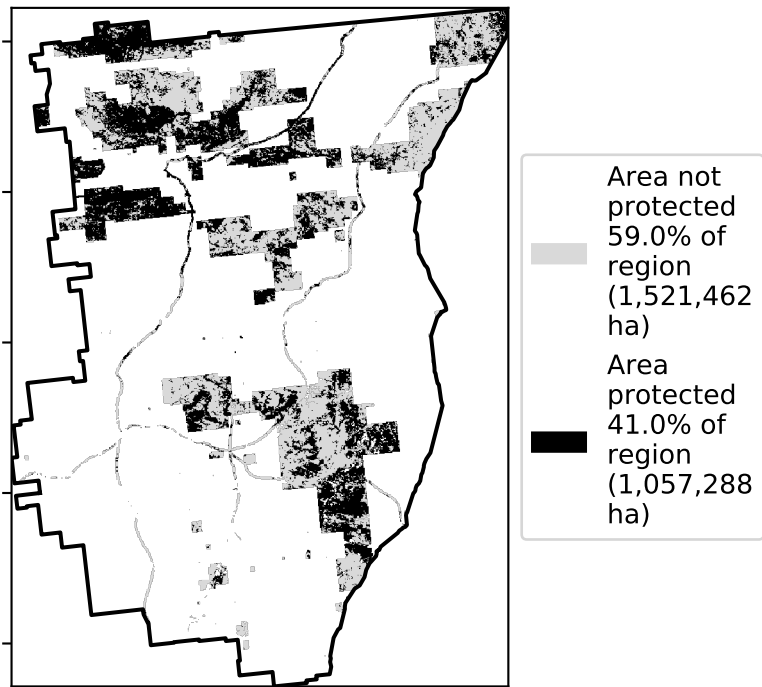 Area not
protected
59.0% of
region
(1,521,462
ha)
Area
protected
41.0% of
region
(1,057,288
ha)